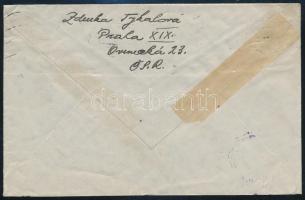 Zdenka Tykalová
Praha XIX.
Ovenecká 23.
ČSR.
darabanth